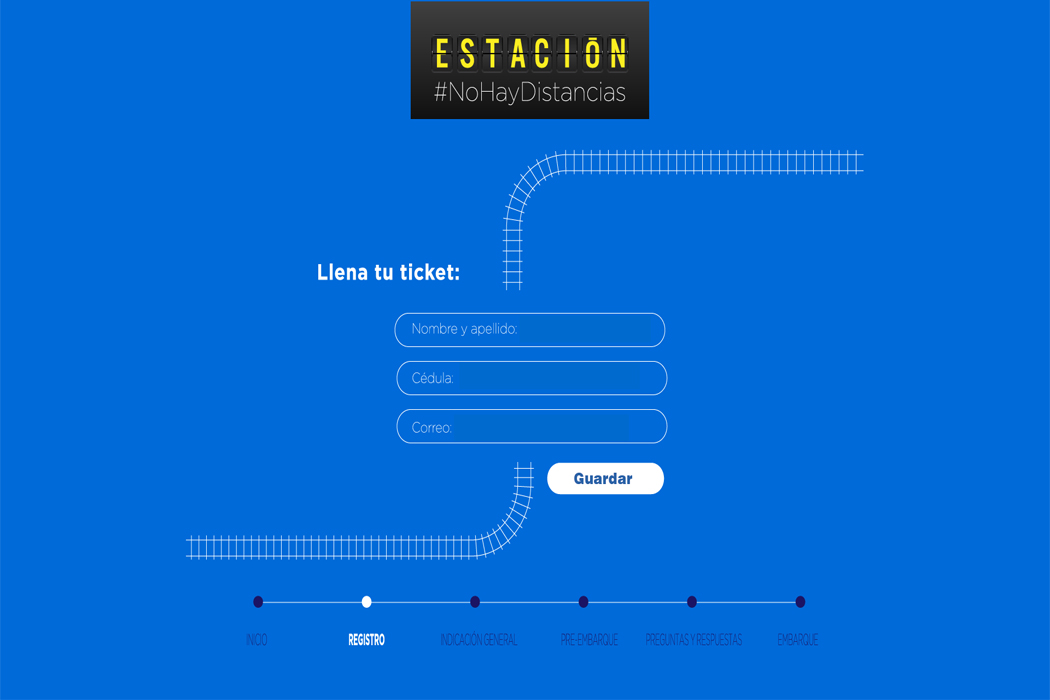 ESTACIÓN
#NoHayDistancias
Llena tu ticket:
Nombre y apellido:
Cédula:
Correo:
Guardar
INICIO
REGISTRO
INDICACIÓN GENERAL
PRE-EMBARQUE
PREGUNTAS Y RESPUESTAS
EMBARQUE